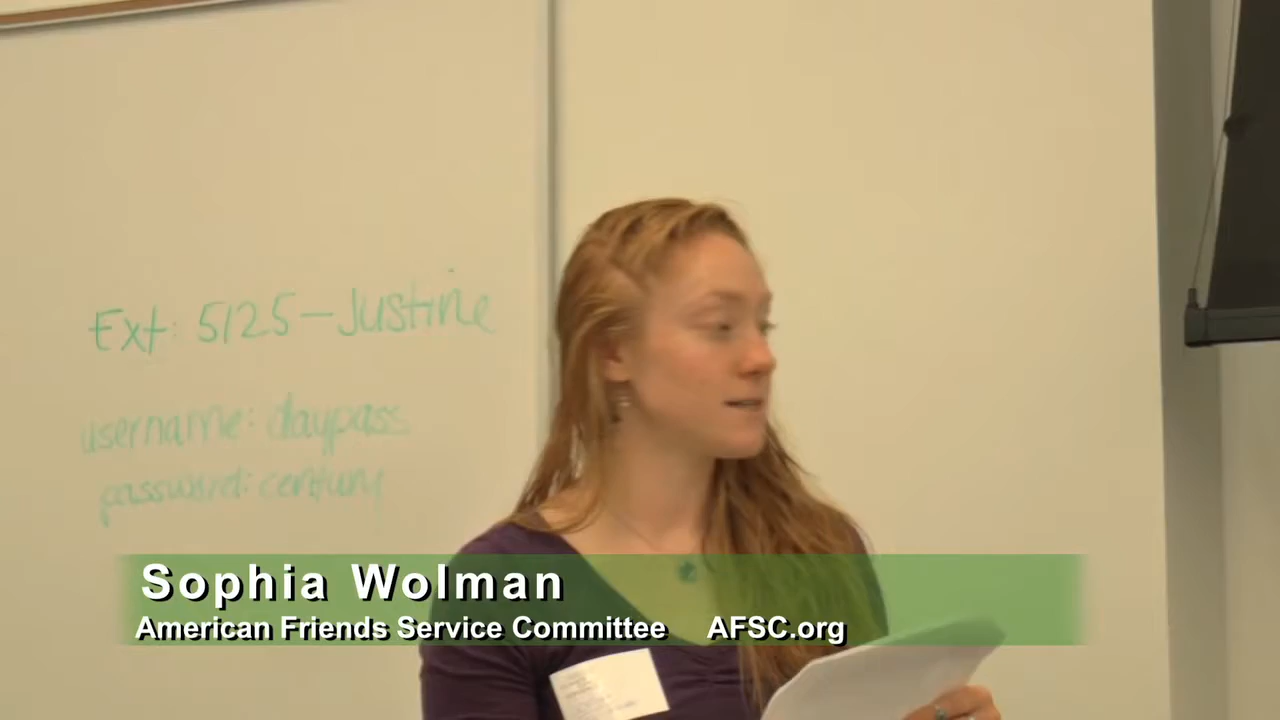 Ext: 5125 – Justine
username: daypass
password: century
Sophia Wolman
American Friends Service Committee AFSC.org